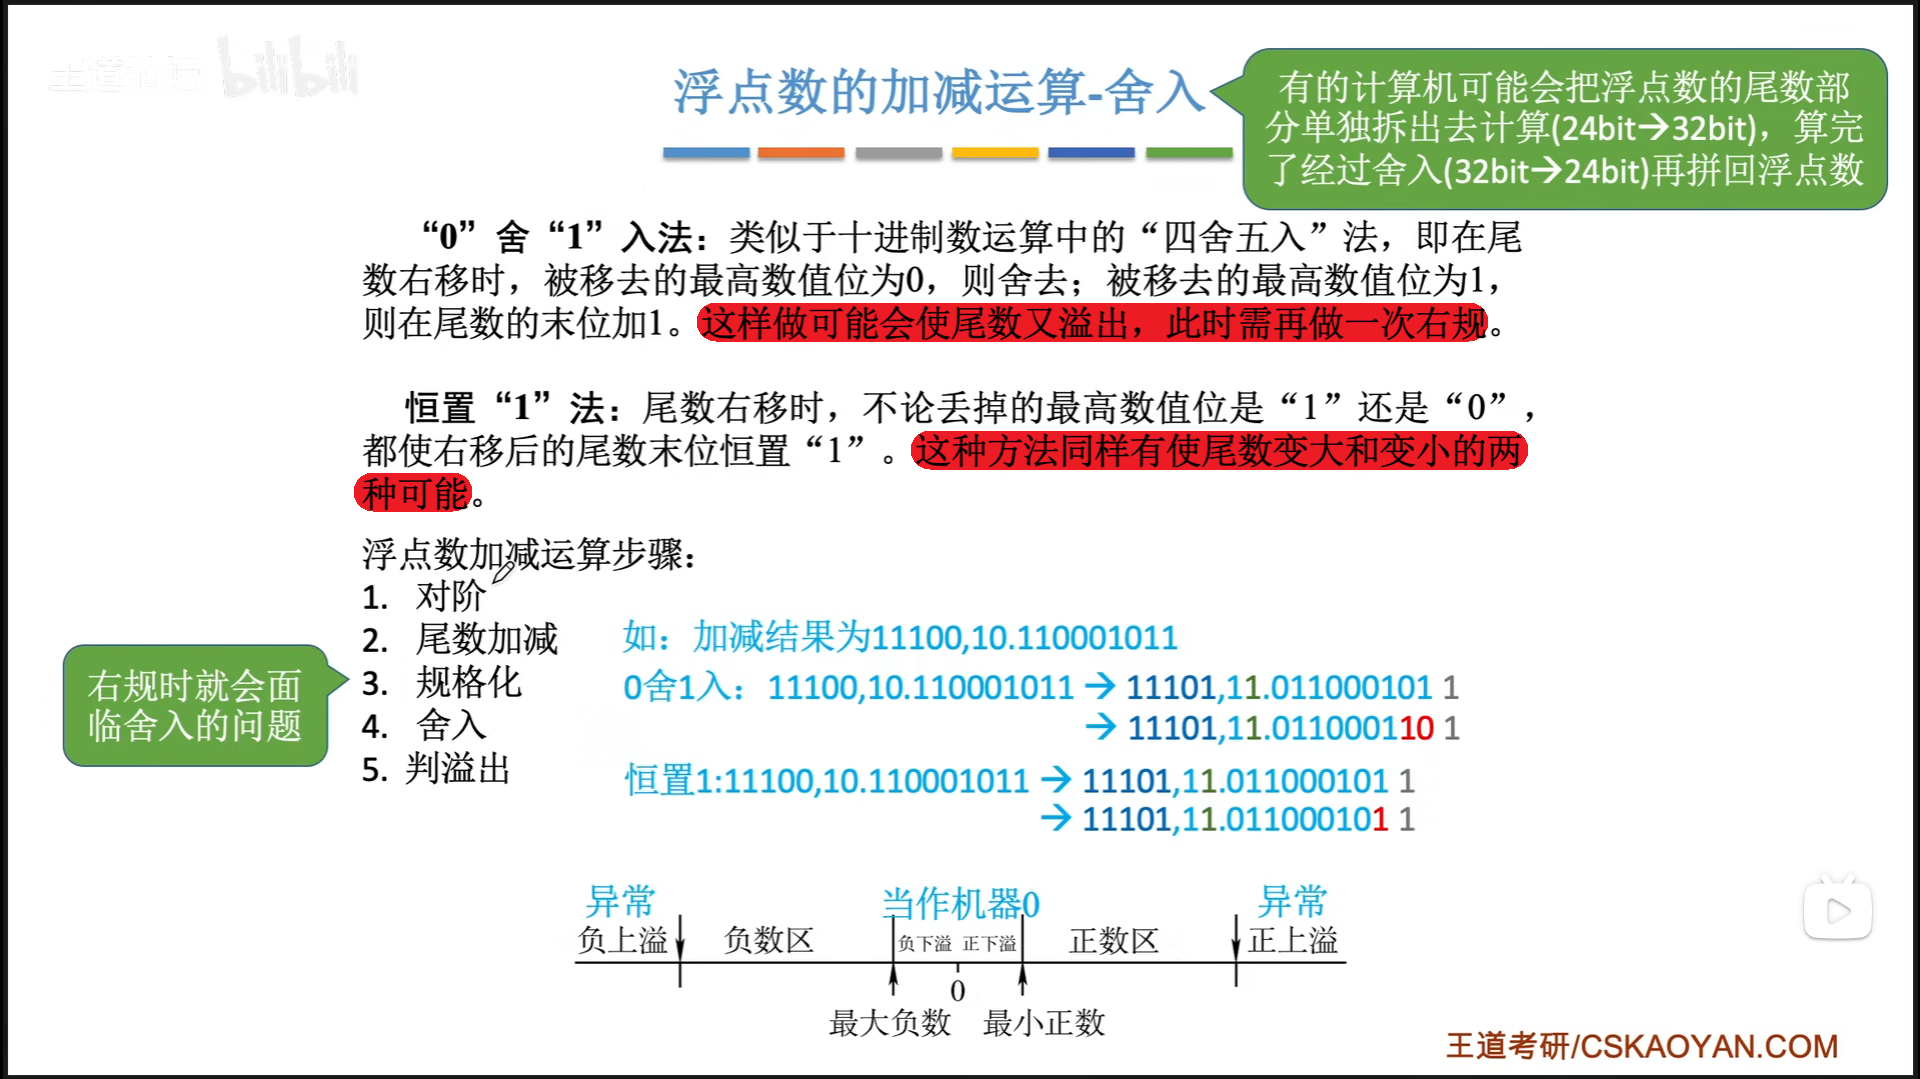 王道论坛 bilibili
浮点数的加减运算-舍入
有的计算机可能会把浮点数的尾数部
分单独拆出去计算(24bit→32bit)，算完
了经过舍入(32bit→24bit)再拼回浮点数
“0”舍“1”入法：类似于十进制数运算中的“四舍五入”法，即在尾
数右移时，被移去的最高数值位为0，则舍去；被移去的最高数值位为1，
则在尾数的末位加1。这样做可能会使尾数又溢出，此时需再做一次右规。
恒置“1”法：尾数右移时，不论丢掉的最高数值位是“1”还是“0”，
都使右移后的尾数末位恒置“1”。这种方法同样有使尾数变大和变小的两
种可能。
浮点数加减运算步骤：
1. 对阶
2. 尾数加减
3. 规格化
4. 舍入
5. 判溢出
右规时就会面
临舍入的问题
如：加减结果为11100,10.110001011
0舍1入：11100,10.110001011 → 11101,11.011000101 1
→ 11101,11.011000110 1
恒置1:11100,10.110001011 → 11101,11.011000101 1
→ 11101,11.011000101 1
异常 当作机器0 异常
负上溢 负数区 负下溢 正下溢 正数区 正上溢
0
最大负数 最小正数
王道考研/CSKAOYAN.COM